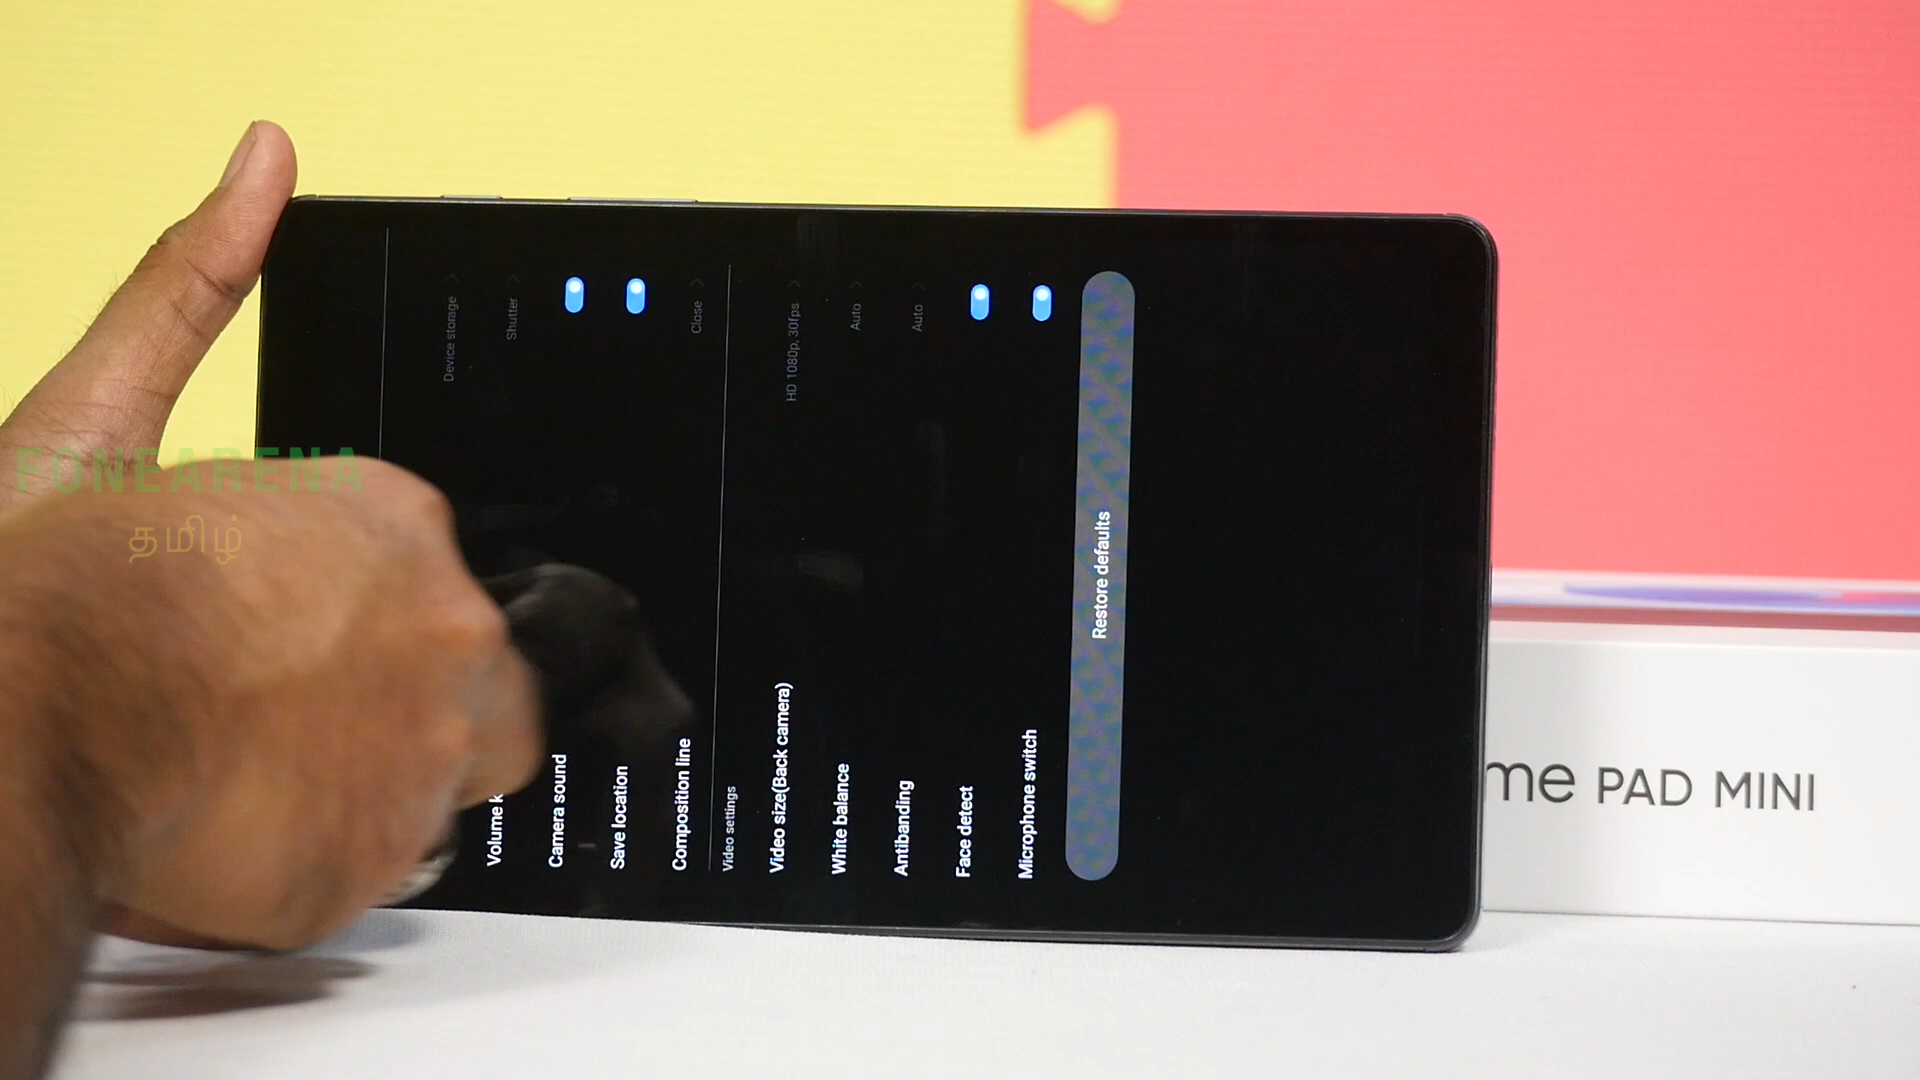 FONEARENA
தமிழ்
Device storage
Volume k
Shutter
Camera sound
Save location
Composition line
Close
Video settings
Video size(Back camera)
HD 1080p, 30fps
White balance
Auto
Antibanding
Auto
Face detect
Microphone switch
Restore defaults
me PAD MINI